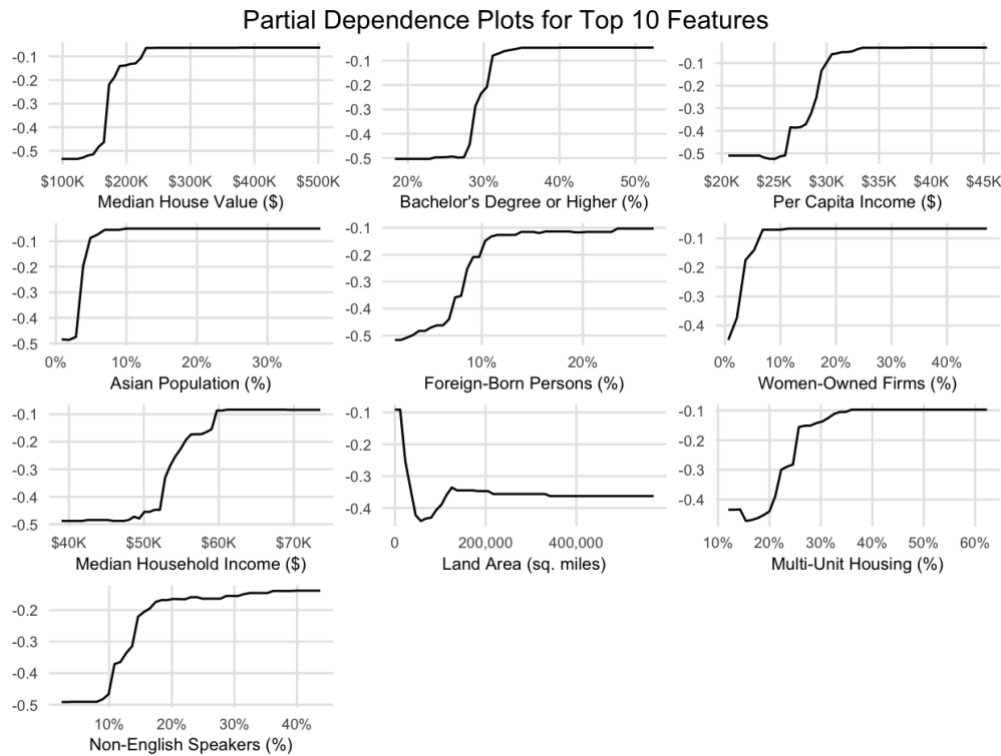 Partial Dependence Plots for Top 10 Features
-0.1
-0.2
-0.3
-0.4
-0.5
$100K $200K $300K $400K $500K
Median House Value ($)
-0.1
-0.2
-0.3
-0.4
-0.5
20% 30% 40% 50%
Bachelor's Degree or Higher (%)
-0.1
-0.2
-0.3
-0.4
-0.5
$20K $25K $30K $35K $40K $45K
Per Capita Income ($)
-0.1
-0.2
-0.3
-0.4
-0.5
0% 10% 20% 30%
Asian Population (%)
-0.1
-0.2
-0.3
-0.4
-0.5
10% 20%
Foreign-Born Persons (%)
-0.1
-0.2
-0.3
-0.4
0% 10% 20% 30% 40%
Women-Owned Firms (%)
-0.1
-0.2
-0.3
-0.4
-0.5
$40K $50K $60K $70K
Median Household Income ($)
-0.1
-0.2
-0.3
-0.4
0 200,000 400,000
Land Area (sq. miles)
-0.1
-0.2
-0.3
-0.4
10% 20% 30% 40% 50% 60%
Multi-Unit Housing (%)
-0.2
-0.3
-0.4
-0.5
10% 20% 30% 40%
Non-English Speakers (%)